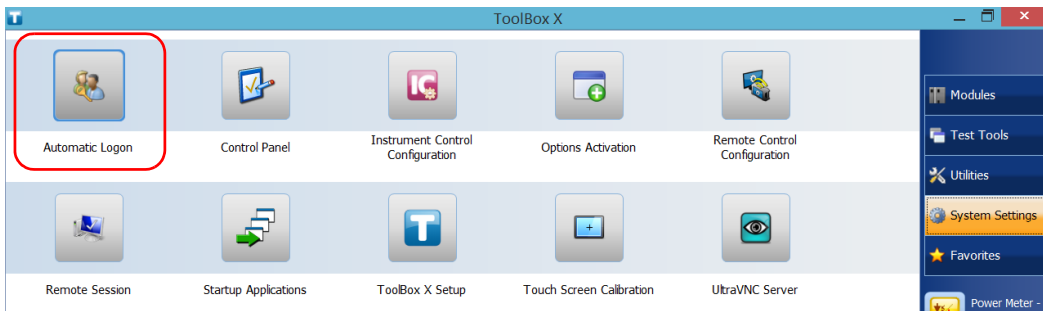 T
ToolBox X
Automatic Logon
Control Panel
IC
Instrument Control
Configuration
Options Activation
Remote Control
Configuration
Remote Session
Startup Applications
T
ToolBox X Setup
Touch Screen Calibration
UltraVNC Server
Modules
Test Tools
Utilities
System Settings
Favorites
Power Meter -